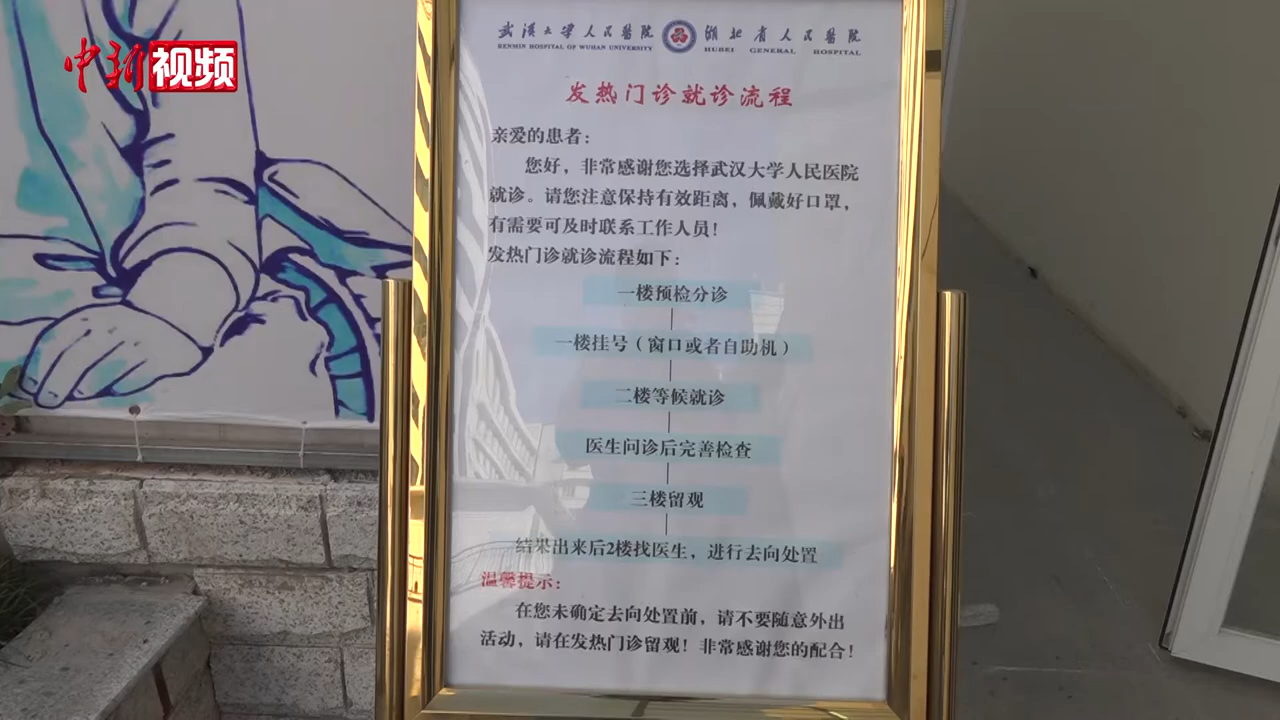 中新视频
武漢大学人民醫院 湖北省人民醫院
RENMIN HOSPITAL OF WUHAN UNIVERSITY HUBEI GENERAL HOSPITAL
发热门诊就诊流程
亲爱的患者：
您好，非常感谢您选择武汉大学人民医院
就诊。请您注意保持有效距离，佩戴好口罩，
有需要可及时联系工作人员！
发热门诊就诊流程如下：
一楼预检分诊
一楼挂号（窗口或者自助机）
二楼等候就诊
医生问诊后完善检查
三楼留观
结果出来后2楼找医生，进行去向处置
温馨提示：
在您未确定去向处置前，请不要随意外出
活动，请在发热门诊留观！非常感谢您的配合！